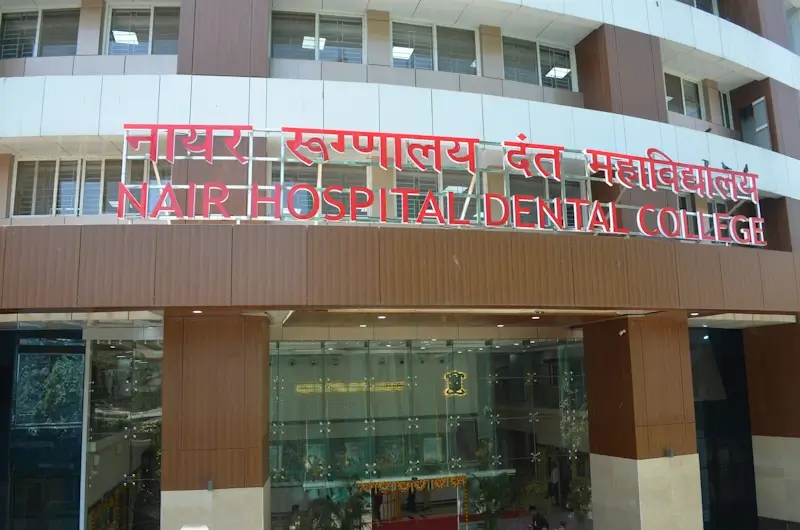 नायर रूग्णालय दंत महाविद्यालय
NAIR HOSPITAL DENTAL COLLEGE